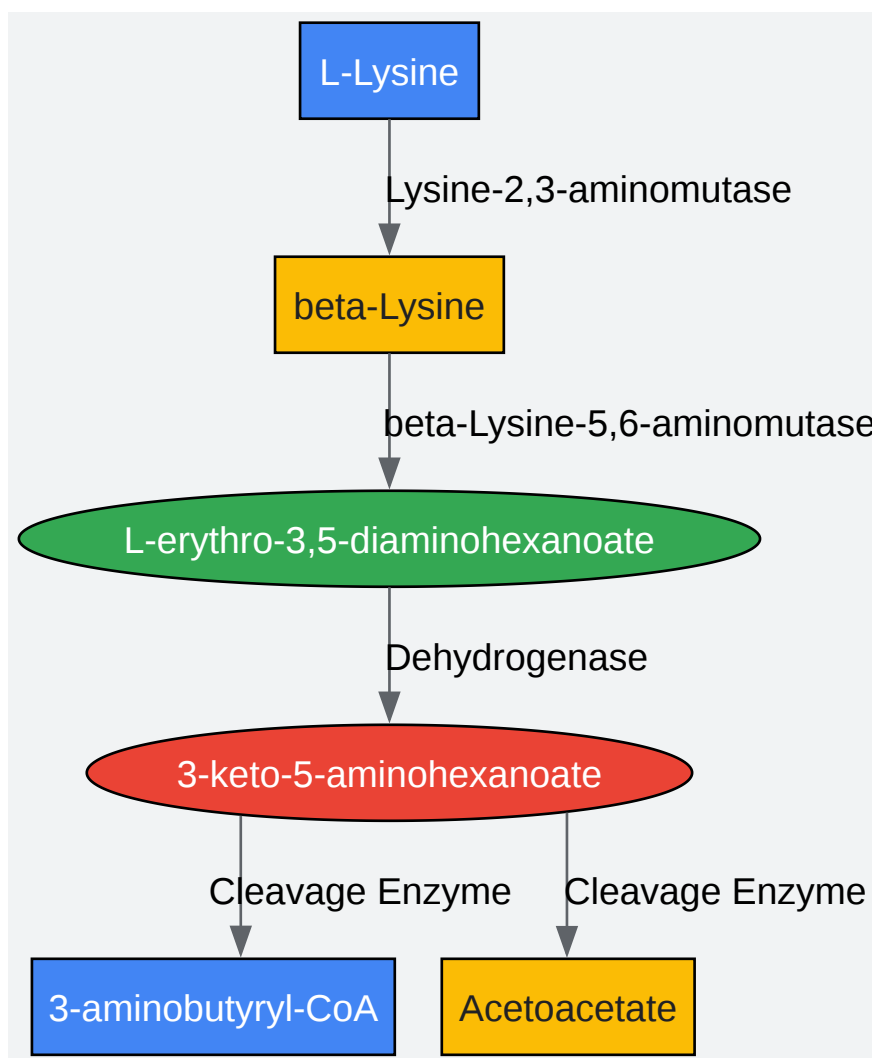 L-Lysine
Lysine-2,3-aminomutase
beta-Lysine
beta-Lysine-5,6-aminomutase
L-erythro-3,5-diaminohexanoate
Dehydrogenase
3-keto-5-aminohexanoate
Cleavage Enzyme
Cleavage Enzyme
3-aminobutyryl-CoA
Acetoacetate